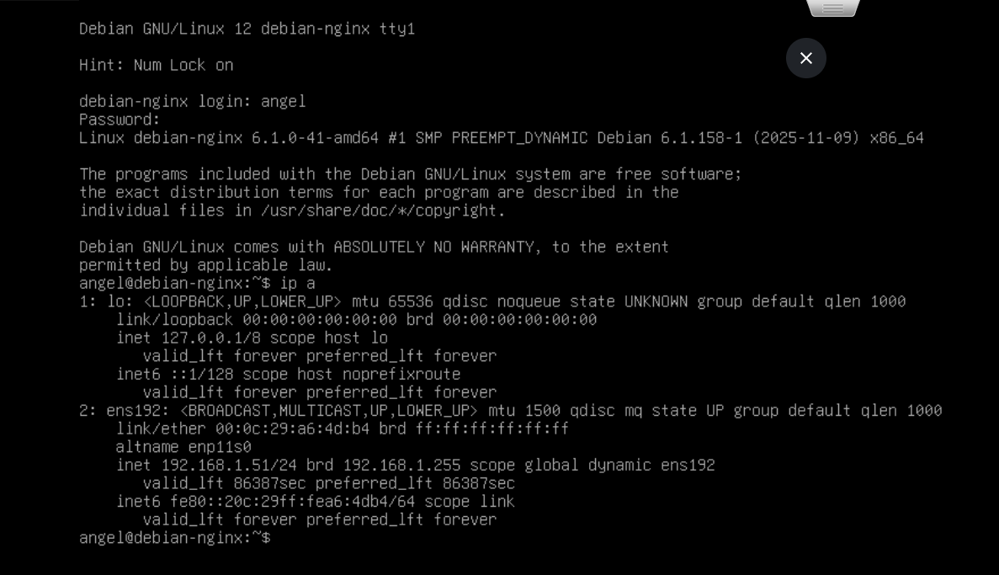 Debian GNU/Linux 12 debian-nginx tty1
Hint: Num Lock on
debian-nginx login: angel
Password:
Linux debian-nginx 6.1.0-41-amd64 #1 SMP PREEMPT_DYNAMIC Debian 6.1.158-1 (2025-11-09) x86_64
The programs included with the Debian GNU/Linux system are free software;
the exact distribution terms for each program are described in the
individual files in /usr/share/doc/*/copyright.
Debian GNU/Linux comes with ABSOLUTELY NO WARRANTY, to the extent
permitted by applicable law.
angel@debian-nginx:~$ ip a
1: lo: <LOOPBACK,UP,LOWER_UP> mtu 65536 qdisc noqueue state UNKNOWN group default qlen 1000
    link/loopback 00:00:00:00:00:00 brd 00:00:00:00:00:00
    inet 127.0.0.1/8 scope host lo
       valid_lft forever preferred_lft forever
    inet6 ::1/128 scope host noprefixroute
       valid_lft forever preferred_lft forever
2: ens192: <BROADCAST,MULTICAST,UP,LOWER_UP> mtu 1500 qdisc mq state UP group default qlen 1000
    link/ether 00:0c:29:a6:4d:b4 brd ff:ff:ff:ff:ff:ff
    altname enp11s0
    inet 192.168.1.51/24 brd 192.168.1.255 scope global dynamic ens192
       valid_lft 86387sec preferred_lft 86387sec
    inet6 fe80::20c:29ff:fea6:4db4/64 scope link
       valid_lft forever preferred_lft forever
angel@debian-nginx:~$